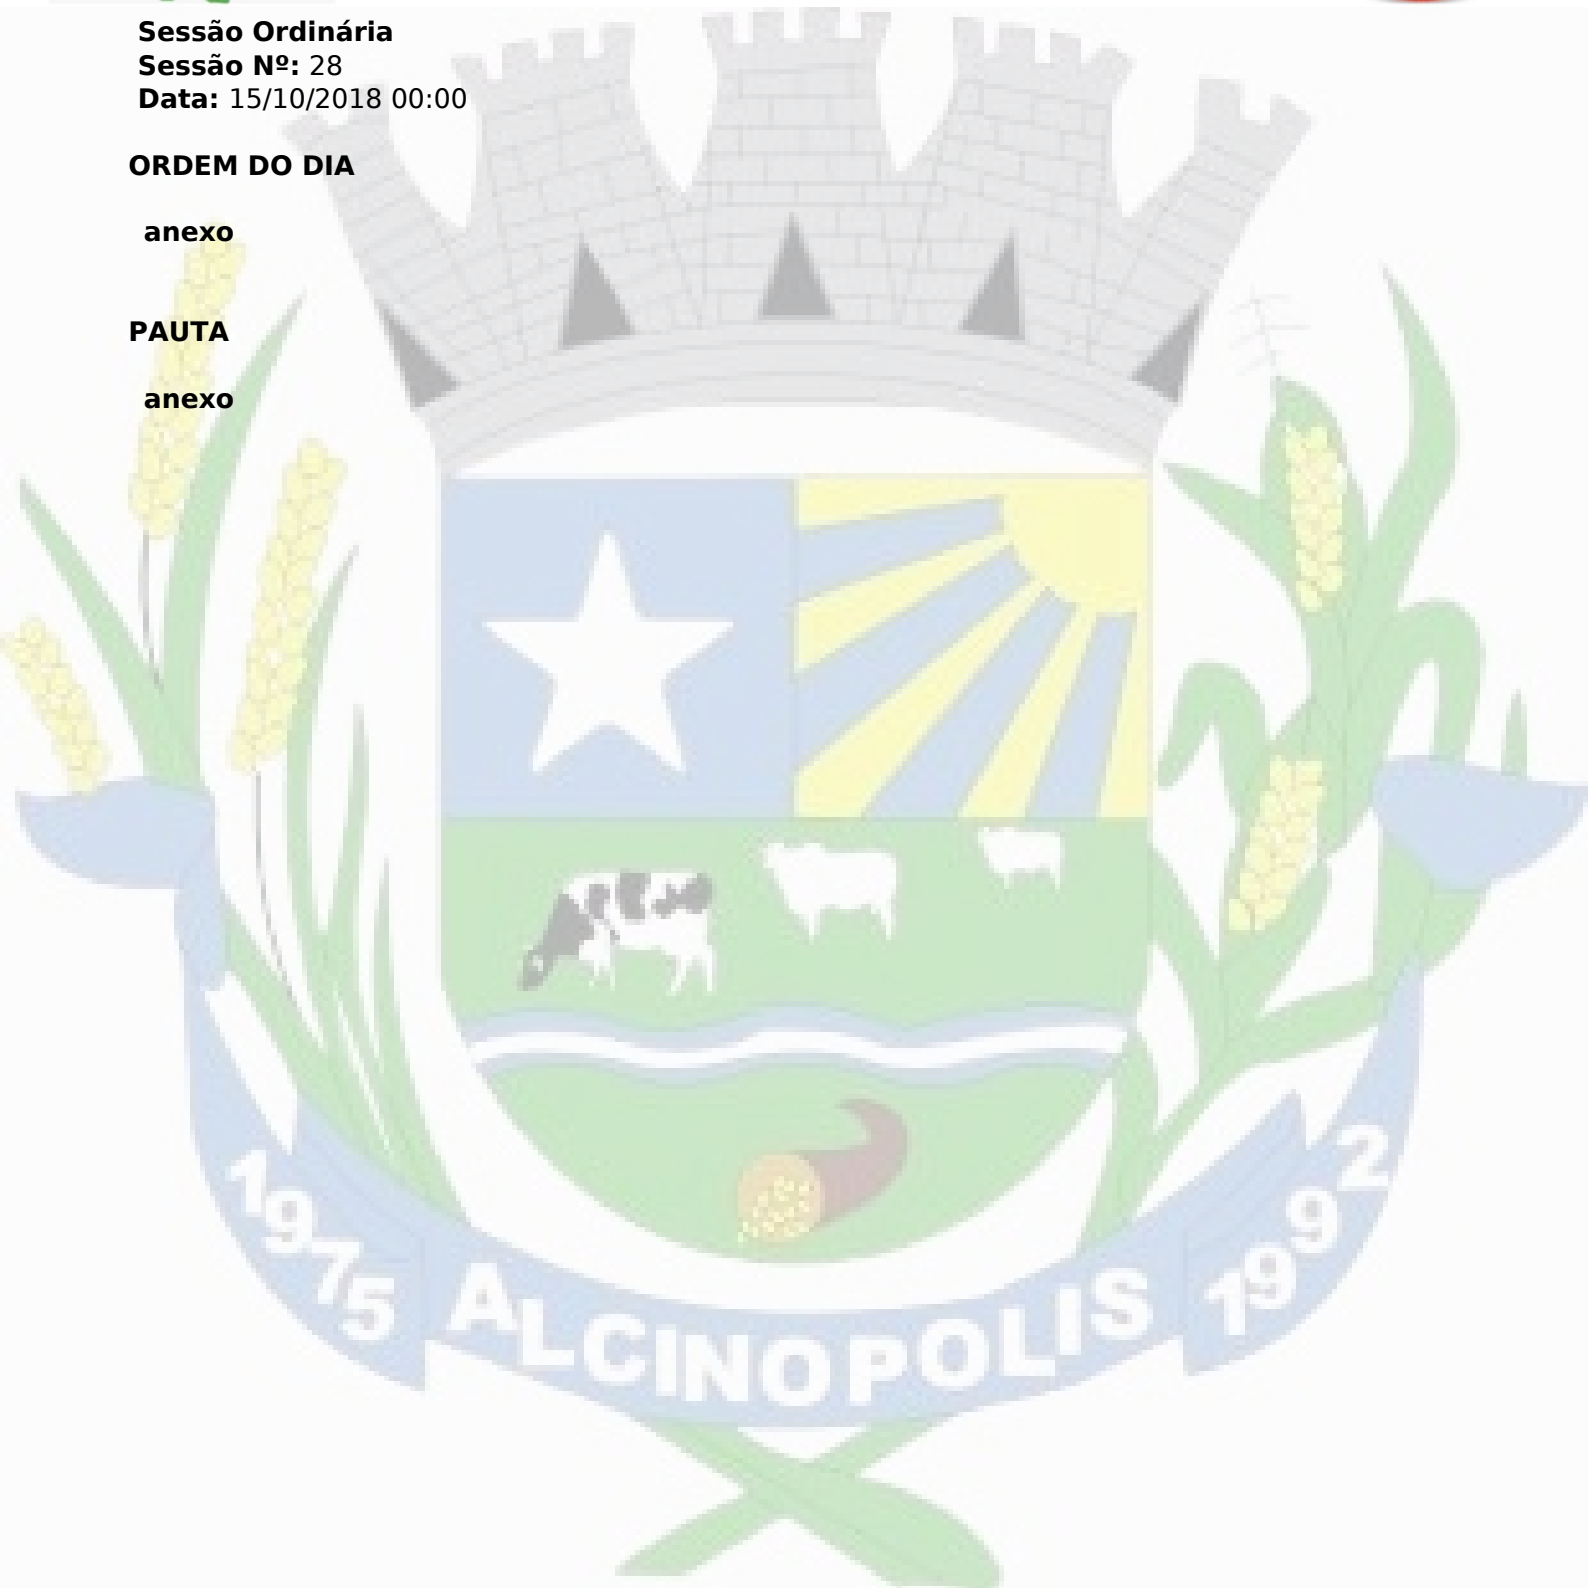 Sessão Ordinária
Sessão Nº: 28
Data: 15/10/2018 00:00
ORDEM DO DIA
anexo
PAUTA
anexo
1975 ALCINOPOLIS 1992